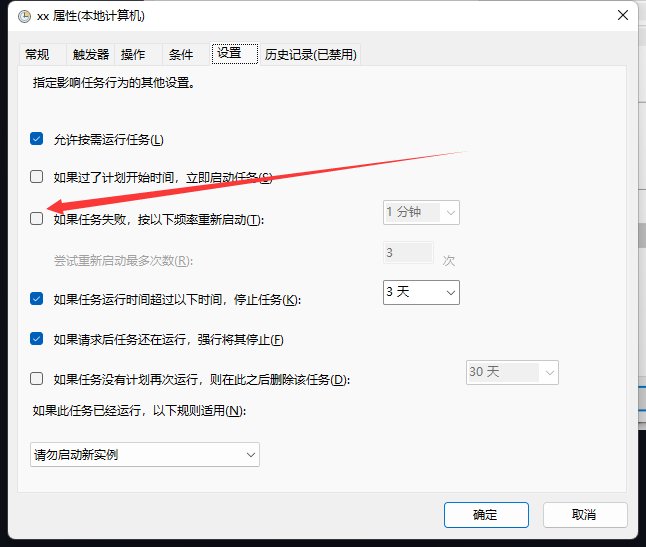 xx 属性(本地计算机)
常规 触发器 操作 条件 设置 历史记录(已禁用)
指定影响任务行为的其他设置。
允许按需运行任务(L)
如果过了计划开始时间，立即启动任务(S)
如果任务失败，按以下频率重新启动(T): 1 分钟
尝试重新启动最多次数(R): 3 次
如果任务运行时间超过以下时间，停止任务(K): 3 天
如果请求后任务还在运行，强行将其停止(F)
如果任务没有计划再次运行，则在此之后删除该任务(D): 30 天
如果此任务已经运行，以下规则适用(N):
请勿启动新实例
确定 取消